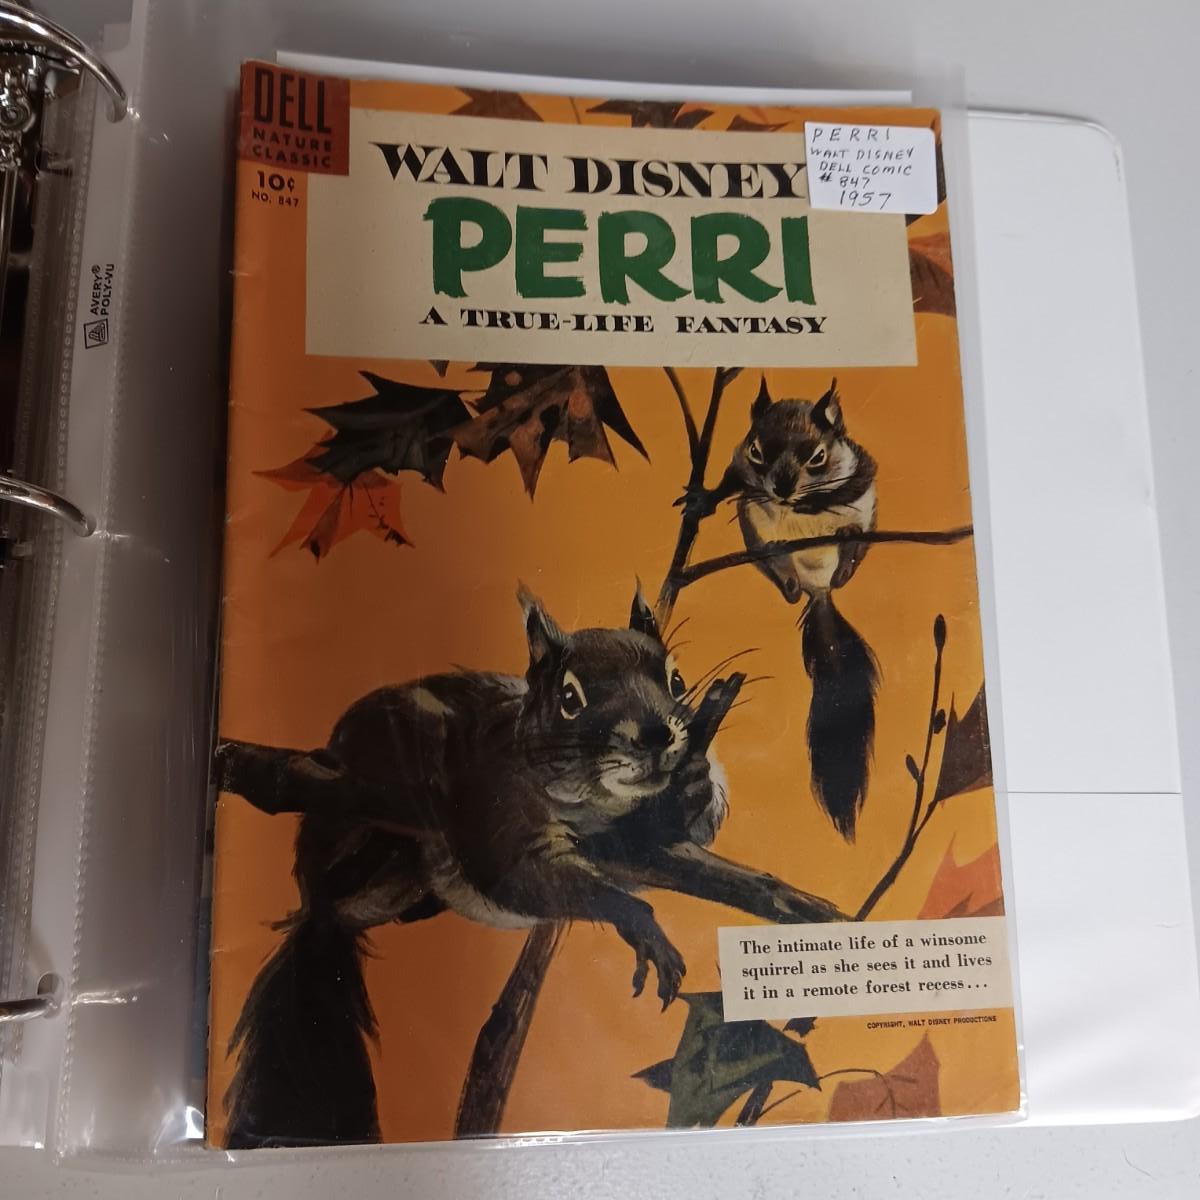 DELL
NATURE
CLASSIC
10¢
NO. 847
WALT DISNEY
PERRI
A TRUE-LIFE FANTASY
PERRI
WALT DISNEY
DELL COMIC
# 847
1957
AVERY®
POLY-VU
The intimate life of a winsome
squirrel as she sees it and lives
it in a remote forest recess...
COPYRIGHT, WALT DISNEY PRODUCTIONS